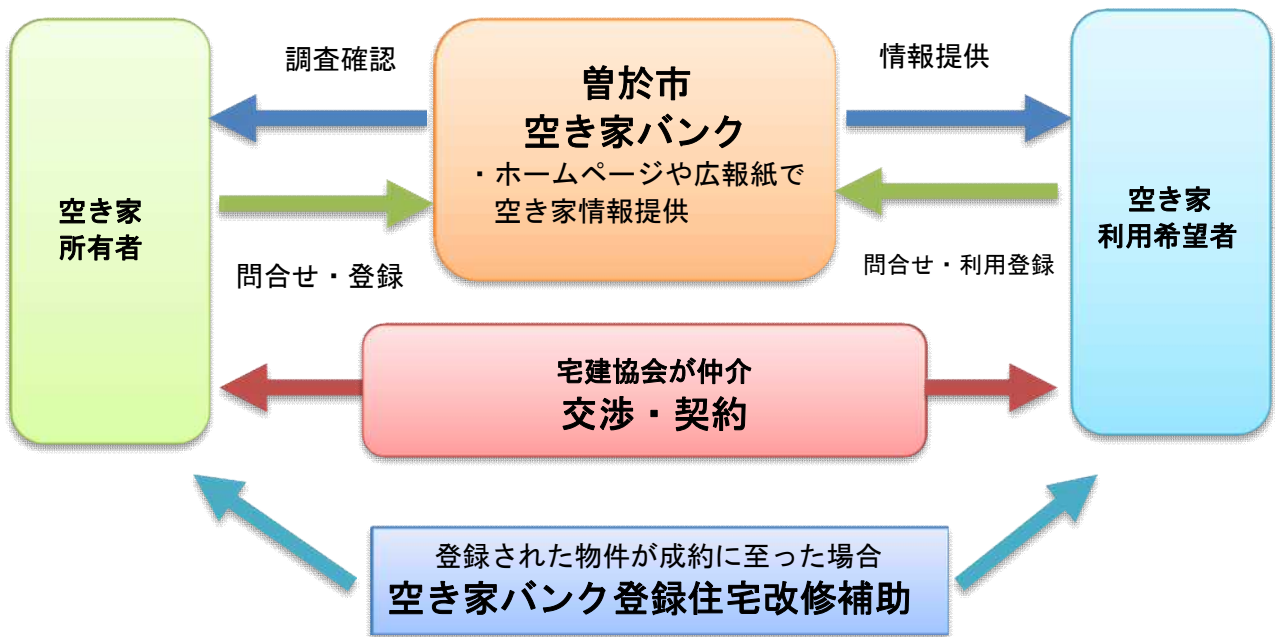 調査確認
情報提供
曽於市
空き家バンク
・ホームページや広報紙で
空き家情報提供
空き家
所有者
空き家
利用希望者
問合せ・登録
問合せ・利用登録
宅建協会が仲介
交渉・契約
登録された物件が成約に至った場合
空き家バンク登録住宅改修補助